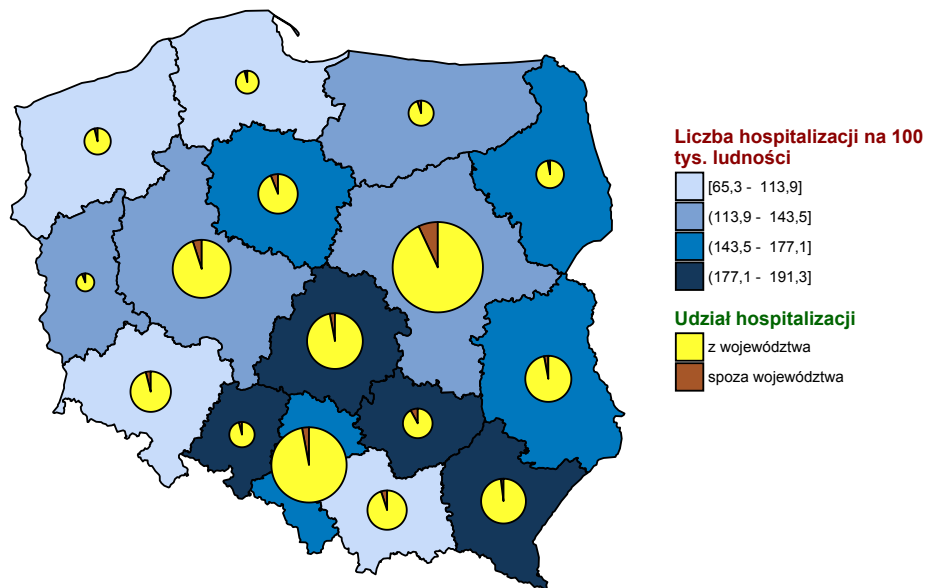 Liczba hospitalizacji na 100
tys. ludności
[65,3 - 113,9]
(113,9 - 143,5]
(143,5 - 177,1]
(177,1 - 191,3]
Udział hospitalizacji
z województwa
spoza województwa